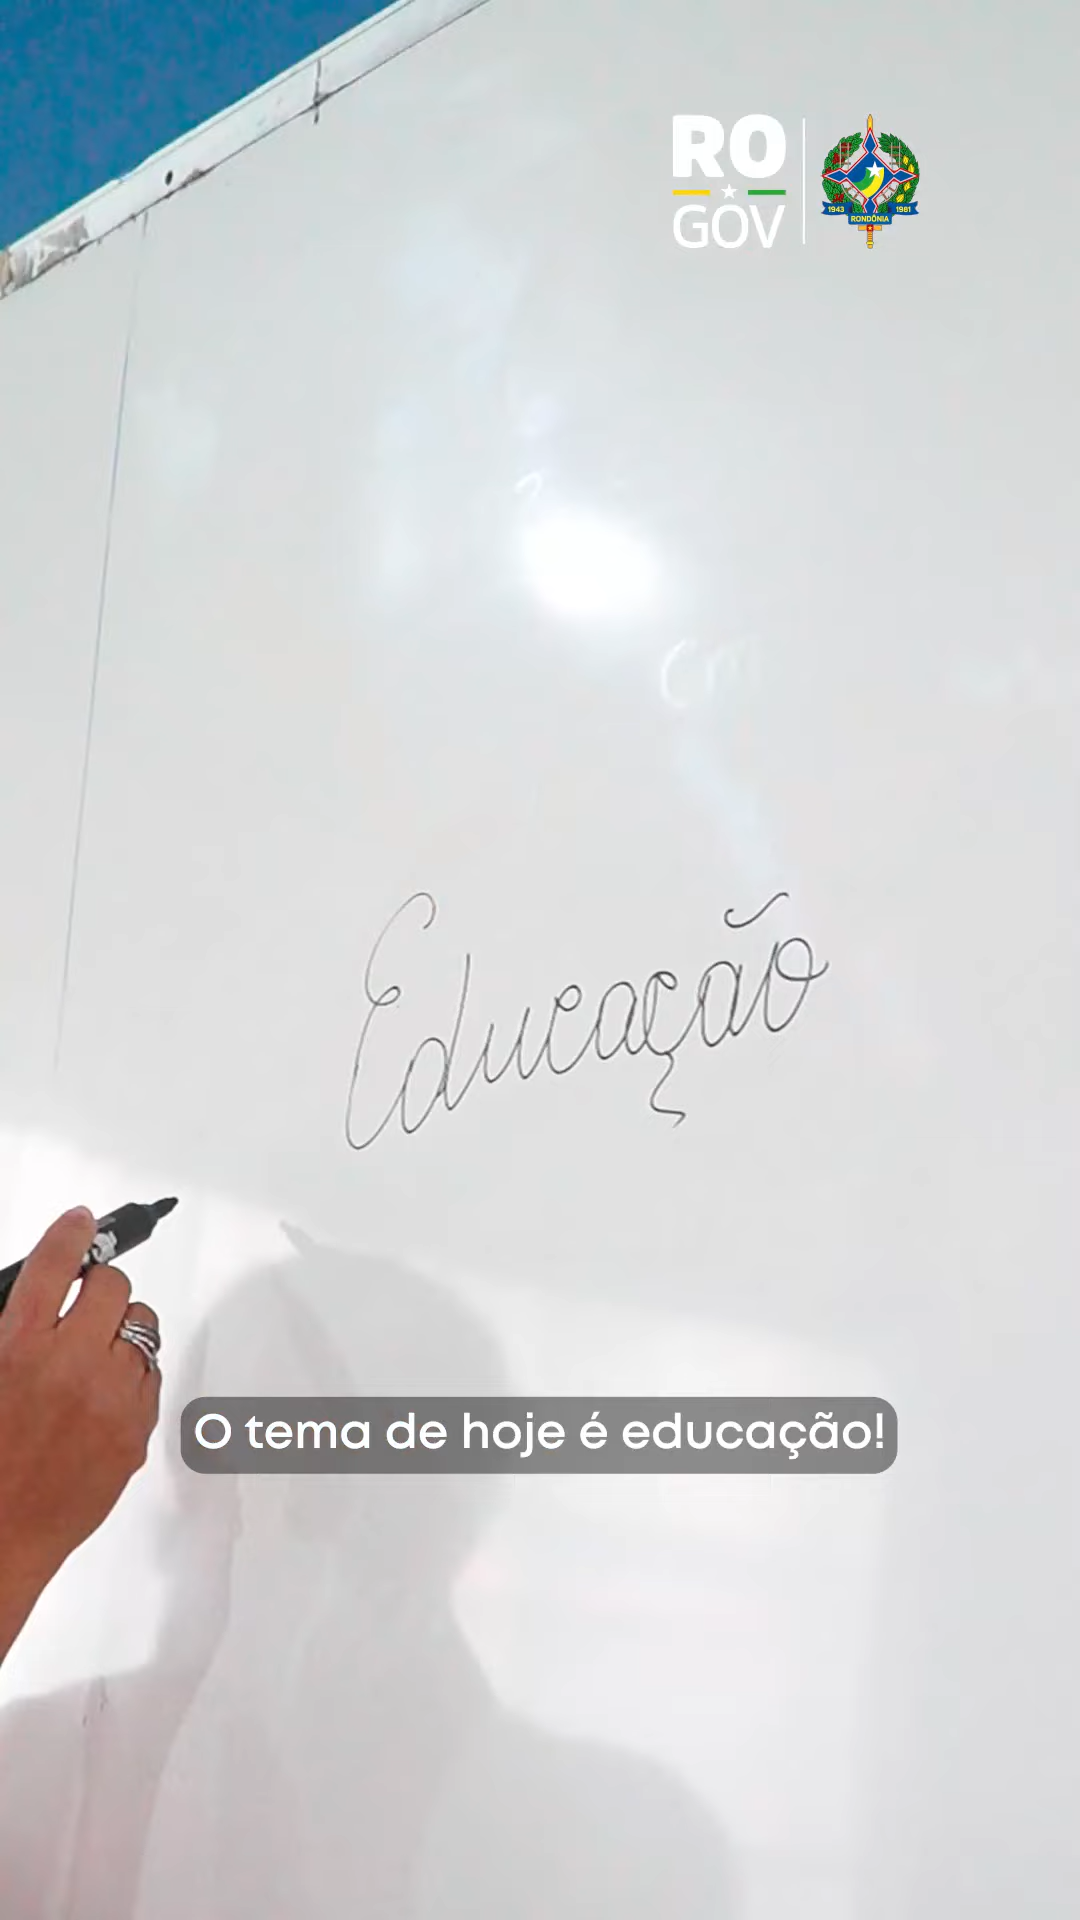 RO
GOV
1943
1981
RONDÔNIA
Educação
O tema de hoje é educação!